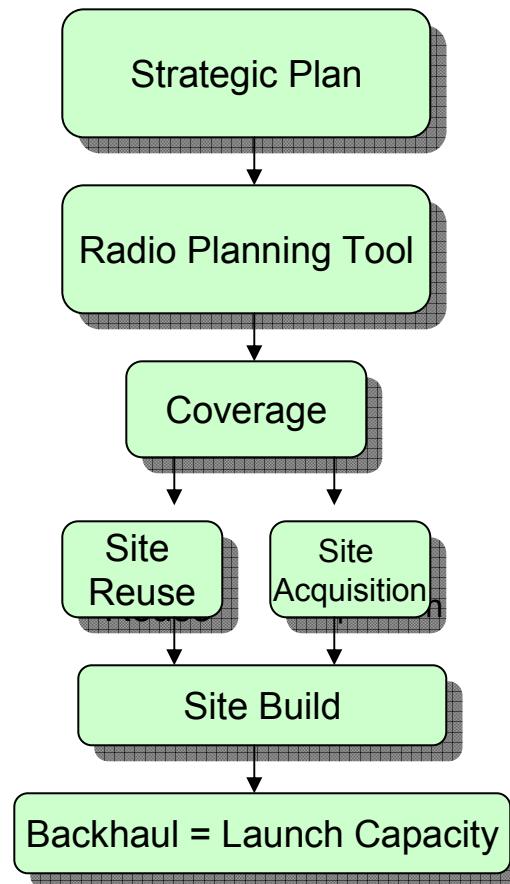 Strategic Plan
Radio Planning Tool
Coverage
Site
Reuse
Site
Acquisition
Site Build
Backhaul = Launch Capacity